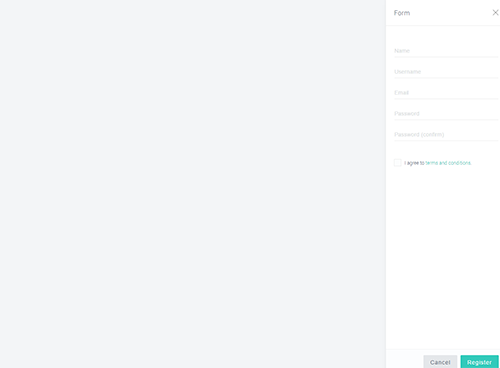 Form
Name
Username
Email
Password
Password (confirm)
I agree to terms and conditions
Cancel
Register